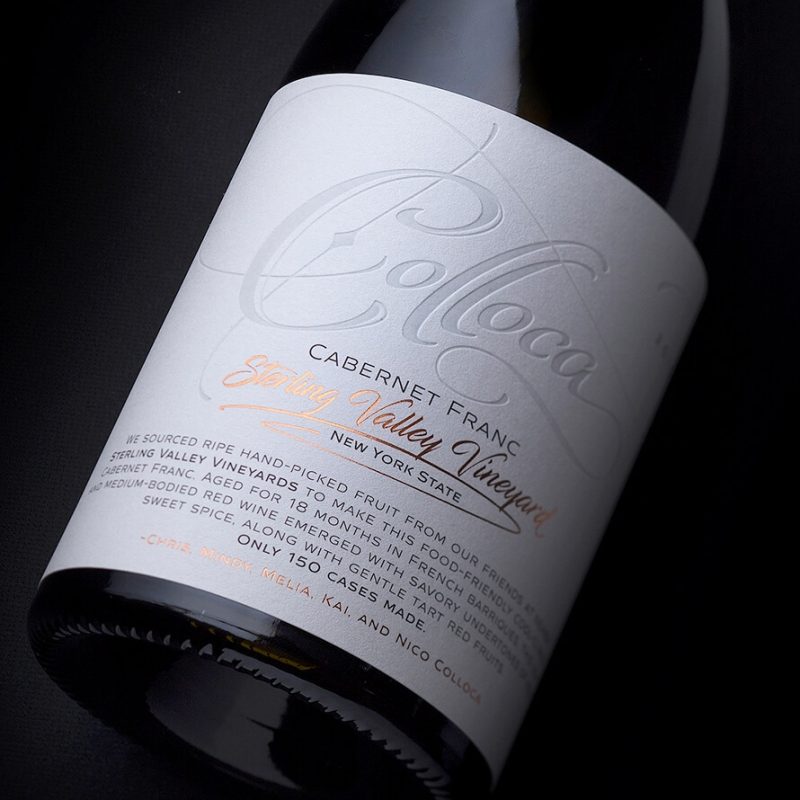 Colloca
Cabernet Franc
Sterling Valley Vineyard
New York State
We sourced ripe hand-picked fruit from our friends at
Sterling Valley Vineyards to make this food-friendly
Cabernet Franc. Aged for 18 months in French barriques,
and medium-bodied red wine emerged with savory undertones of
sweet spice, along with gentle tart red fruits
Only 150 cases made.
-Chris, Mindy, Melia, Kai, and Nico Colloca